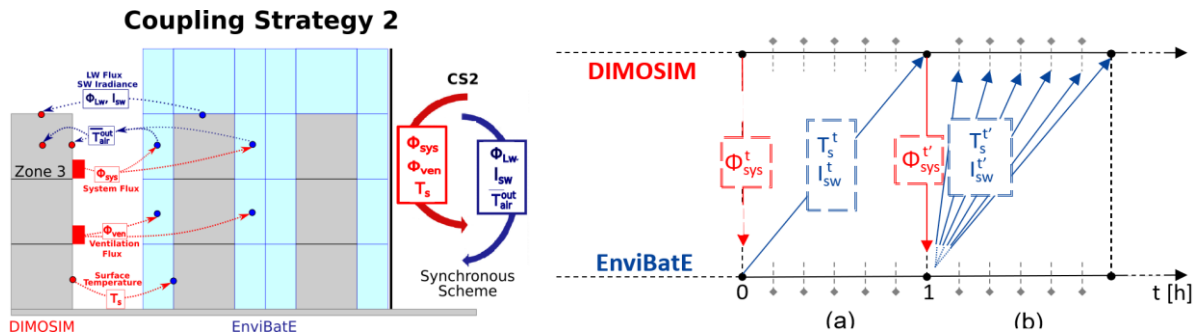 Coupling Strategy 2
LW Flux
SW Irradiance
Φ_Lw, I_sw
T̅_air^out
Zone 3
Φ_sys
System Flux
Φ_ven
Ventilation
Flux
Surface
Temperature
T_s
DIMOSIM
EnviBatE
CS2
Φ_sys
Φ_ven
T_s
Φ_Lw,
I_sw
T̅_air^out
Synchronous
Scheme
DIMOSIM
Φ_sys^t
T_s^t
I_sw^t
Φ_sys^t'
T_s^t'
I_sw^t'
EnviBatE
0
1
t [h]
(a)
(b)